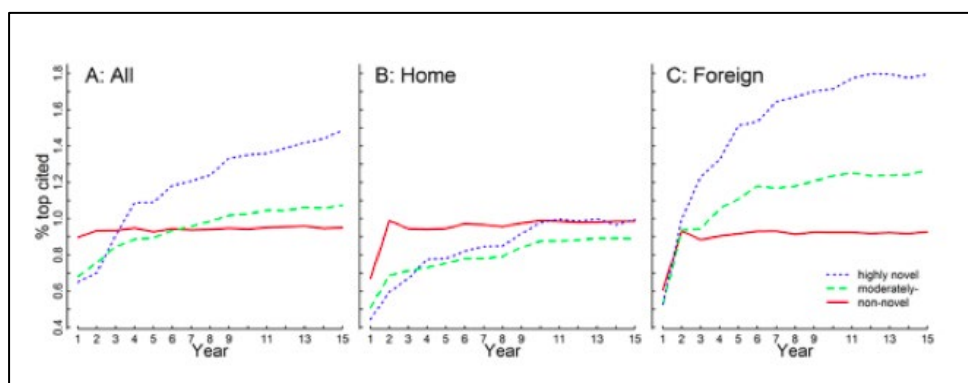 A: All
B: Home
C: Foreign
% top cited
0.4 0.6 0.8 1.0 1.2 1.4 1.6 1.8
1 2 3 4 5 6 7 8 9 11 13 15
1 2 3 4 5 6 7 8 9 11 13 15
1 2 3 4 5 6 7 8 9 11 13 15
Year
Year
Year
highly novel
moderately-
non-novel